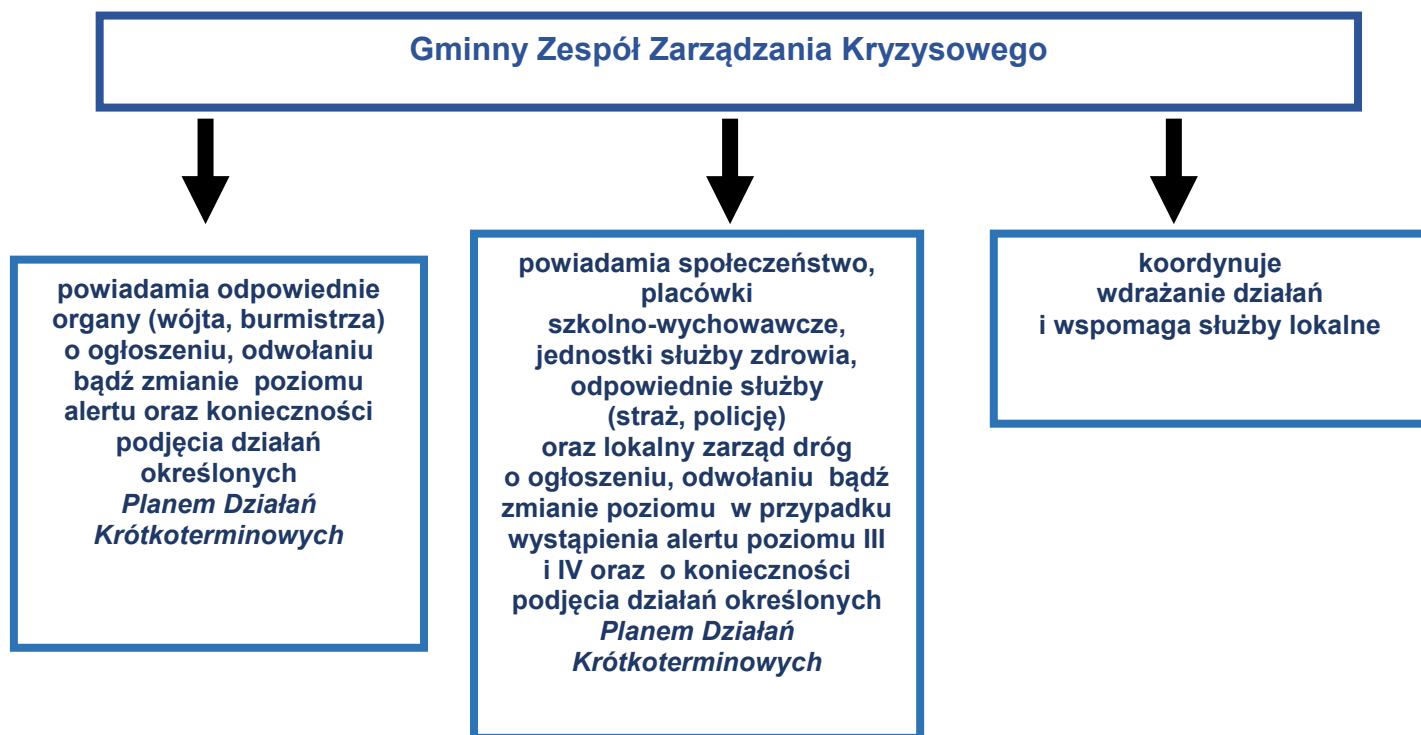 Gminny Zespół Zarządzania Kryzysowego
powiadamia odpowiednie
organy (wójta, burmistrza)
o ogłoszeniu, odwołaniu
bądź zmianie poziomu
alertu oraz konieczności
podjęcia działań
określonych
Planem Działań
Krótkoterminowych
powiadamia społeczeństwo,
placówki
szkolno-wychowawcze,
jednostki służby zdrowia,
odpowiednie służby
(straż, policję)
oraz lokalny zarząd dróg
o ogłoszeniu, odwołaniu bądź
zmianie poziomu w przypadku
wystąpienia alertu poziomu III
i IV oraz o konieczności
podjęcia działań określonych
Planem Działań
Krótkoterminowych
koordynuje
wdrażanie działań
i wspomaga służby lokalne